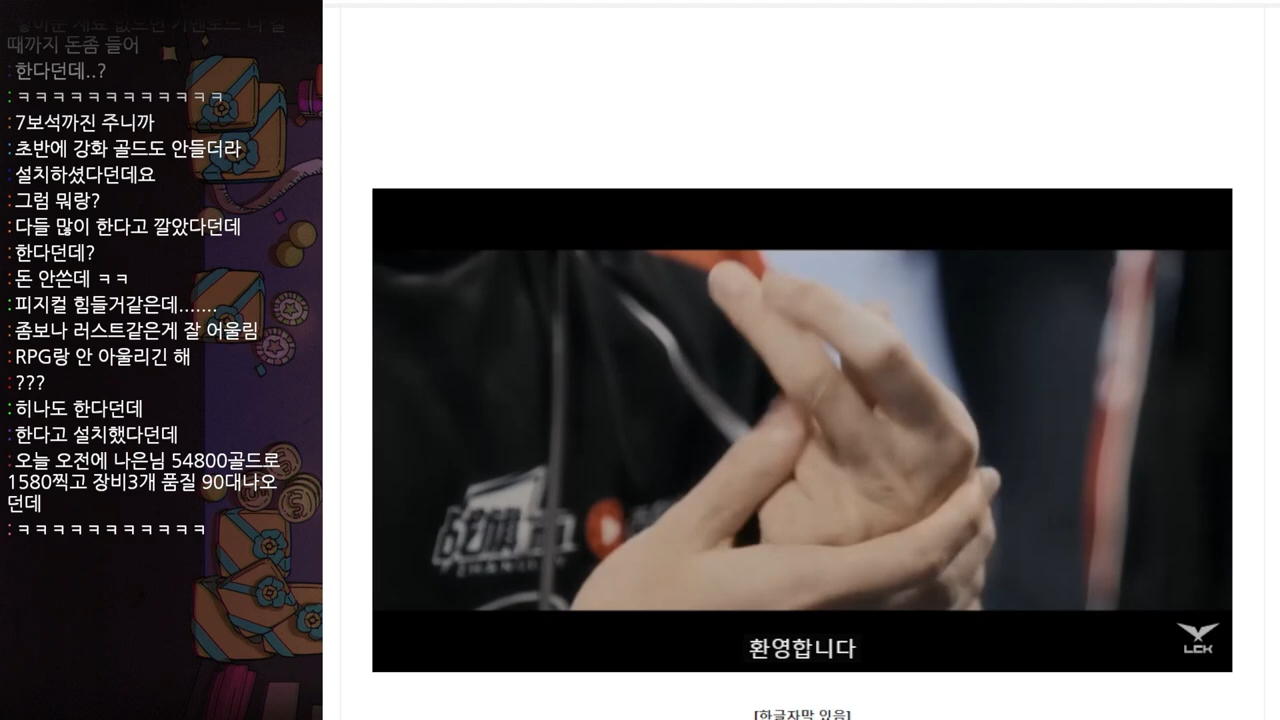 때까지 돈좀 들어
한다던데..?
ㅋㅋㅋㅋㅋㅋㅋㅋㅋㅋㅋㅋ
7보석까진 주니까
초반에 강화 골드도 안들더라
설치하셨다던데요
그럼 뭐랑?
다들 많이 한다고 깔았다던데
한다던데?
돈 안쓴데 ㅋㅋ
피지컬 힘들거같은데.......
좀보나 러스트같은게 잘 어울림
RPG랑 안 아울리긴 해
???
히나도 한다던데
한다고 설치했다던데
오늘 오전에 나은님 54800골드로
1580찍고 장비3개 품질 90대나오
던데
ㅋㅋㅋㅋㅋㅋㅋㅋㅋㅋㅋ
환영합니다
LCK
[한글자막 있음]